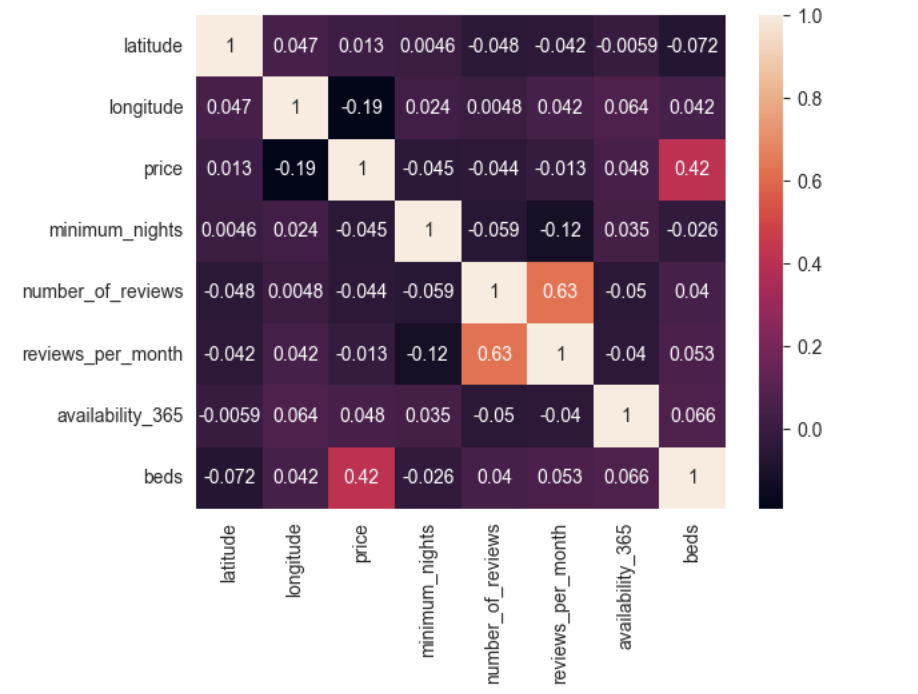 latitude 1 0.047 0.013 0.0046 -0.048 -0.042 -0.0059 -0.072
longitude 0.047 1 -0.19 0.024 0.0048 0.042 0.064 0.042
price 0.013 -0.19 1 -0.045 -0.044 -0.013 0.048 0.42
minimum_nights 0.0046 0.024 -0.045 1 -0.059 -0.12 0.035 -0.026
number_of_reviews -0.048 0.0048 -0.044 -0.059 1 0.63 -0.05 0.04
reviews_per_month -0.042 0.042 -0.013 -0.12 0.63 1 -0.04 0.053
availability_365 -0.0059 0.064 0.048 0.035 -0.05 -0.04 1 0.066
beds -0.072 0.042 0.42 -0.026 0.04 0.053 0.066 1
latitude
longitude
price
minimum_nights
number_of_reviews
reviews_per_month
availability_365
beds
1.0
0.8
0.6
0.4
0.2
0.0